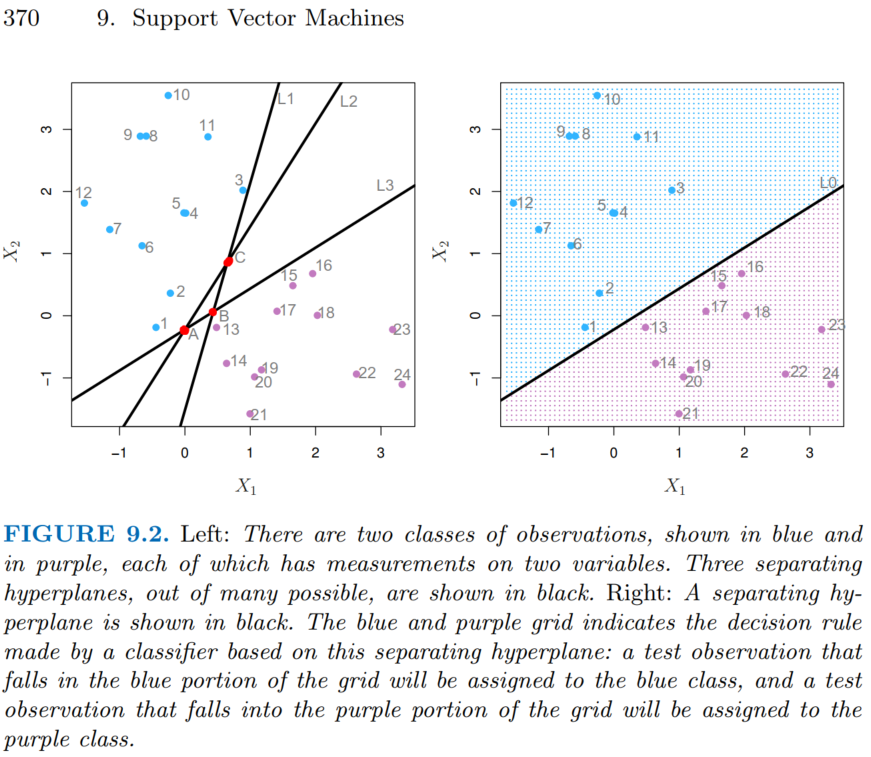 370 9. Support Vector Machines
L1
L2
L3
10
11
9
8
12
3
5
4
7
6
2
1
C
B
A
15
16
17
18
13
14
19
20
21
22
23
24
3
2
1
0
−1
X2
−1 0 1 2 3
X1
L0
10
11
9
8
12
3
5
4
7
6
2
1
15
16
17
18
13
14
19
20
21
22
23
24
3
2
1
0
−1
X2
−1 0 1 2 3
X1
FIGURE 9.2. Left: There are two classes of observations, shown in blue and
in purple, each of which has measurements on two variables. Three separating
hyperplanes, out of many possible, are shown in black. Right: A separating hy-
perplane is shown in black. The blue and purple grid indicates the decision rule
made by a classifier based on this separating hyperplane: a test observation that
falls in the blue portion of the grid will be assigned to the blue class, and a test
observation that falls into the purple portion of the grid will be assigned to the
purple class.